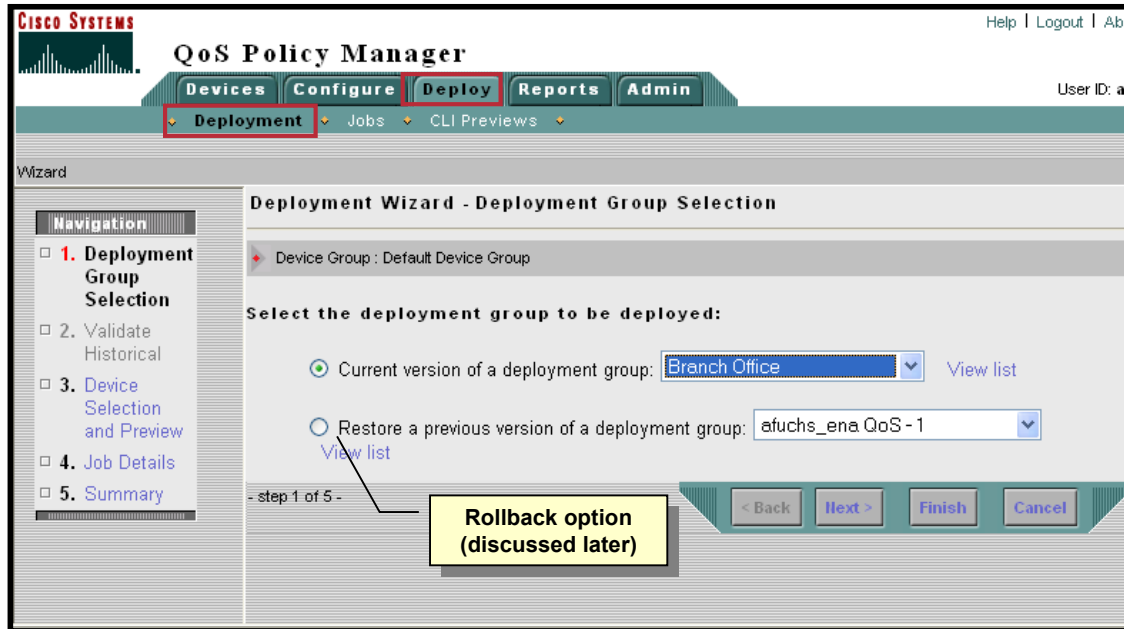 CISCO SYSTEMS
Help | Logout | Ab
QoS Policy Manager
Devices Configure Deploy Reports Admin
User ID: a
Deployment Jobs CLI Previews
Wizard
Navigation
1. Deployment
Group
Selection
2. Validate
Historical
3. Device
Selection
and Preview
4. Job Details
5. Summary
Deployment Wizard - Deployment Group Selection
Device Group : Default Device Group
Select the deployment group to be deployed:
Current version of a deployment group: Branch Office View list
Restore a previous version of a deployment group: afuchs_ena QoS - 1
View list
- step 1 of 5 -
< Back Next > Finish Cancel
Rollback option
(discussed later)